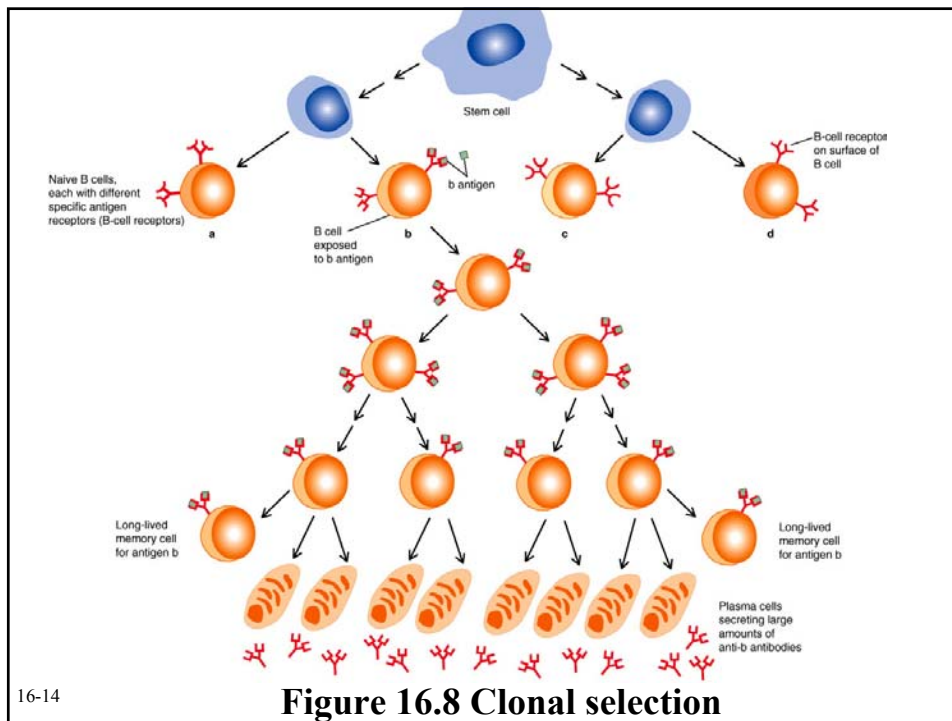 Stem cell
B-cell receptor
on surface of
B cell
Naive B cells,
each with different
specific antigen
receptors (B-cell receptors)
b antigen
a
b
c
d
B cell
exposed
to b antigen
Long-lived
memory cell
for antigen b
Long-lived
memory cell
for antigen b
Plasma cells
secreting large
amounts of
anti-b antibodies
16-14
Figure 16.8 Clonal selection